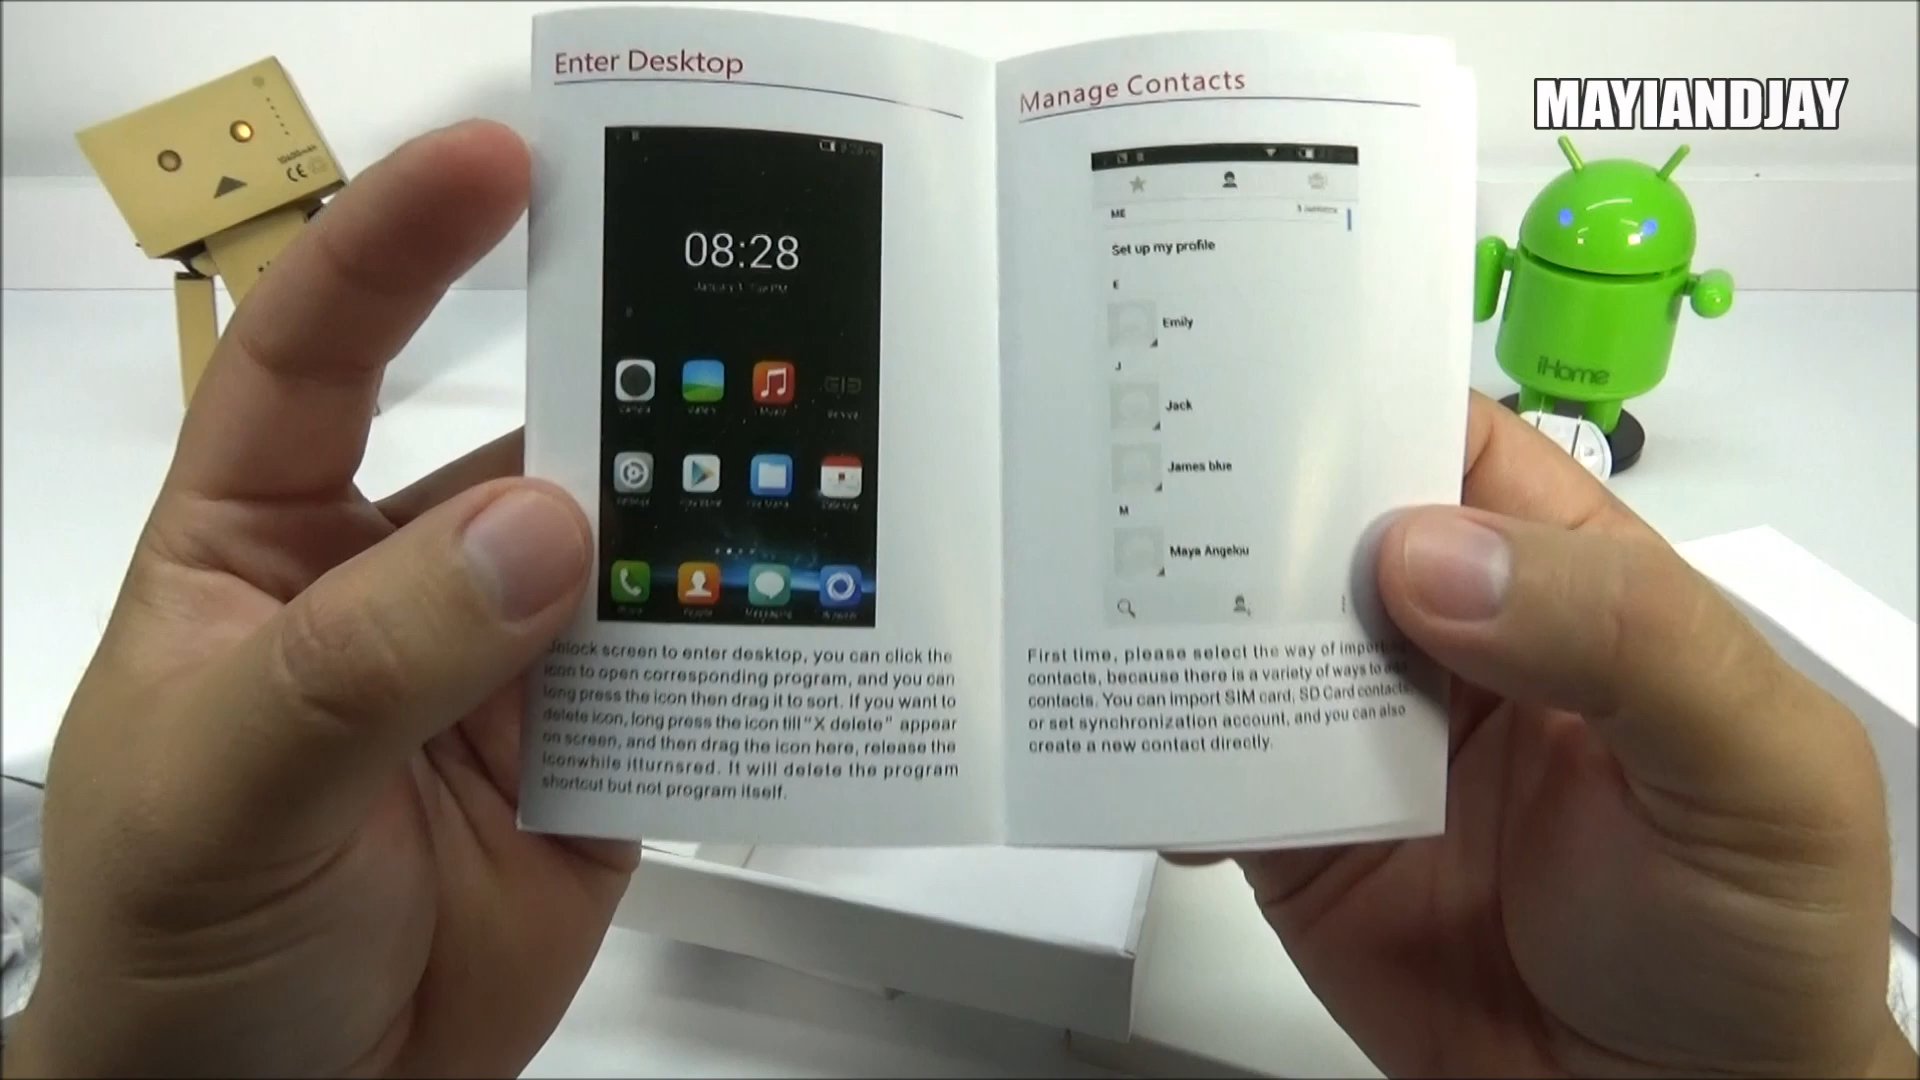 MAYIANDJAY
CE
iHome
Enter Desktop
08:28
Unlock screen to enter desktop, you can click the
icon to open corresponding program, and you can
long press the icon then drag it to sort. If you want to
delete icon, long press the icon till "X delete" appear
on screen, and then drag the icon here, release the
iconwhile itturnsred. It will delete the program
shortcut but not program itself.
Manage Contacts
ME
Set up my profile
E
Emily
J
Jack
James blue
M
Maya Angelou
First time, please select the way of
contacts, because there is a variety of ways to
contacts. You can import SIM card, SD Card contacts
or set synchronization account, and you can also
create a new contact directly.